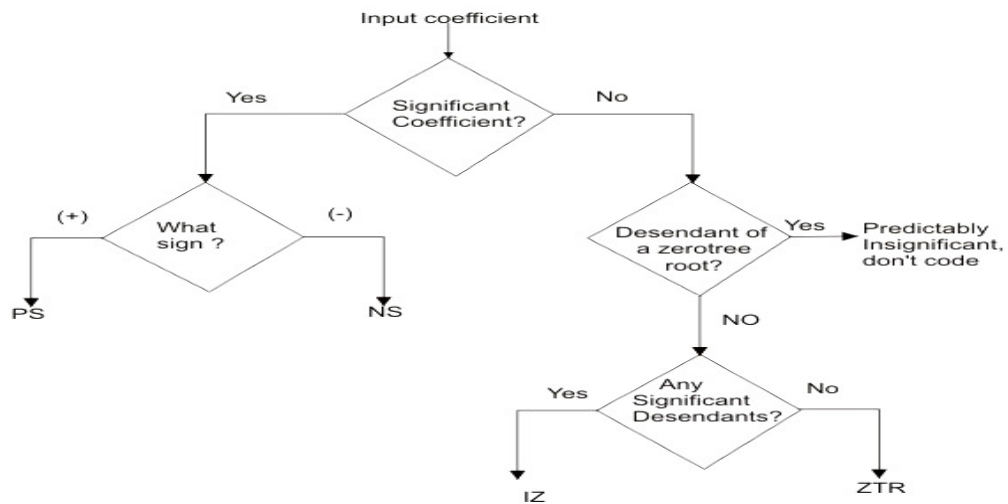 Input coefficient
Yes
Significant
Coefficient?
No
(+)
What
sign ?
(-)
Desendant of
a zerotree
root?
Yes
Predictably
Insignificant,
don't code
PS
NS
NO
Yes
Any
Significant
Desendants?
No
IZ
ZTR